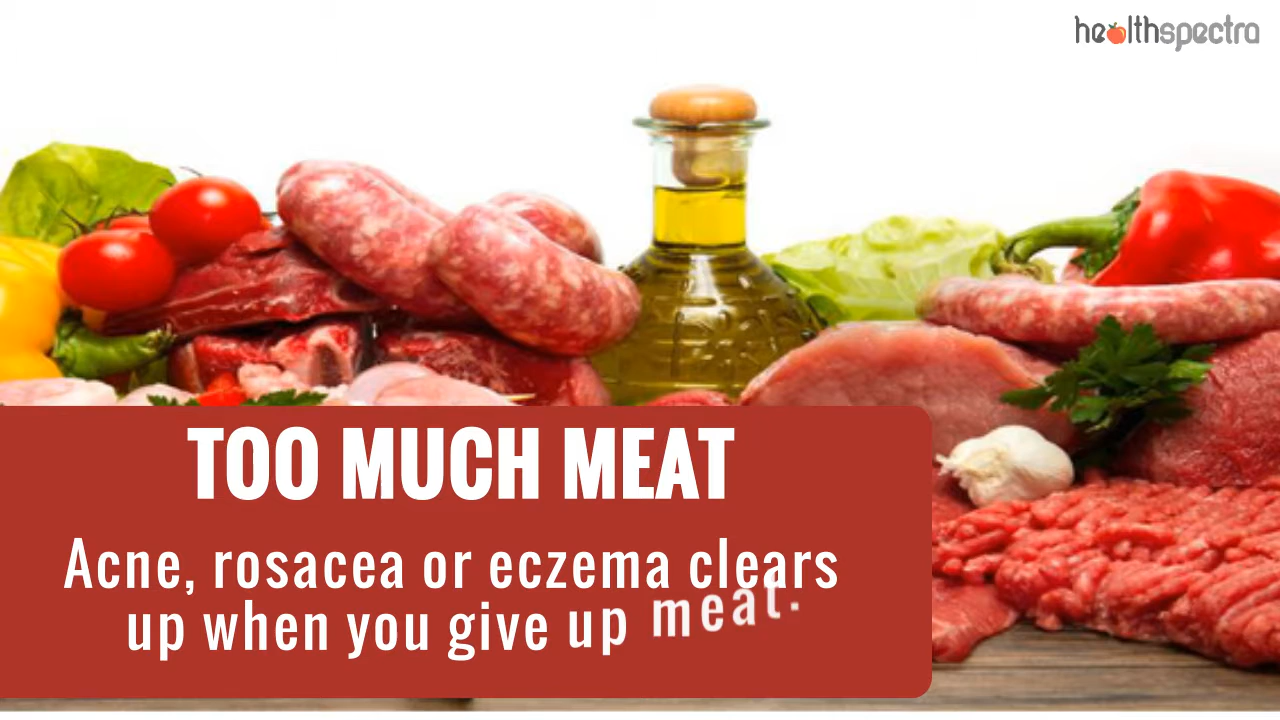 healthspectra
TOO MUCH MEAT
Acne, rosacea or eczema clears
up when you give up meat.